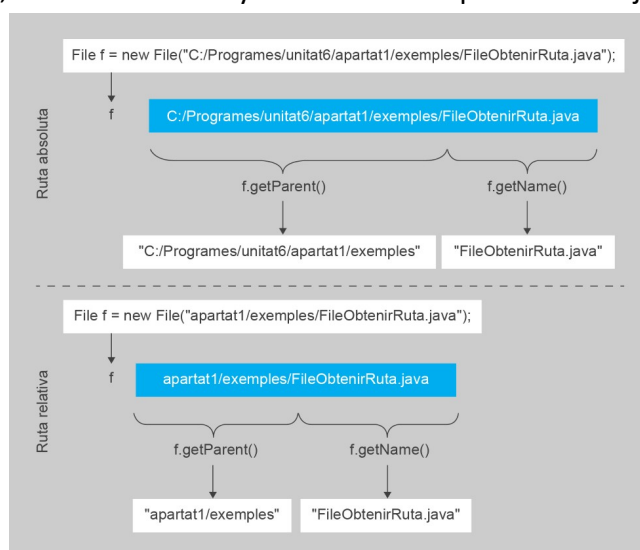 File f = new File("C:/Programes/unitat6/apartat1/exemples/FileObtenirRuta.java");
Ruta absoluta
f
C:/Programes/unitat6/apartat1/exemples/FileObtenirRuta.java
f.getParent()
f.getName()
"C:/Programes/unitat6/apartat1/exemples"
"FileObtenirRuta.java"
File f = new File("apartat1/exemples/FileObtenirRuta.java");
Ruta relativa
f
apartat1/exemples/FileObtenirRuta.java
f.getParent()
f.getName()
"apartat1/exemples"
"FileObtenirRuta.java"